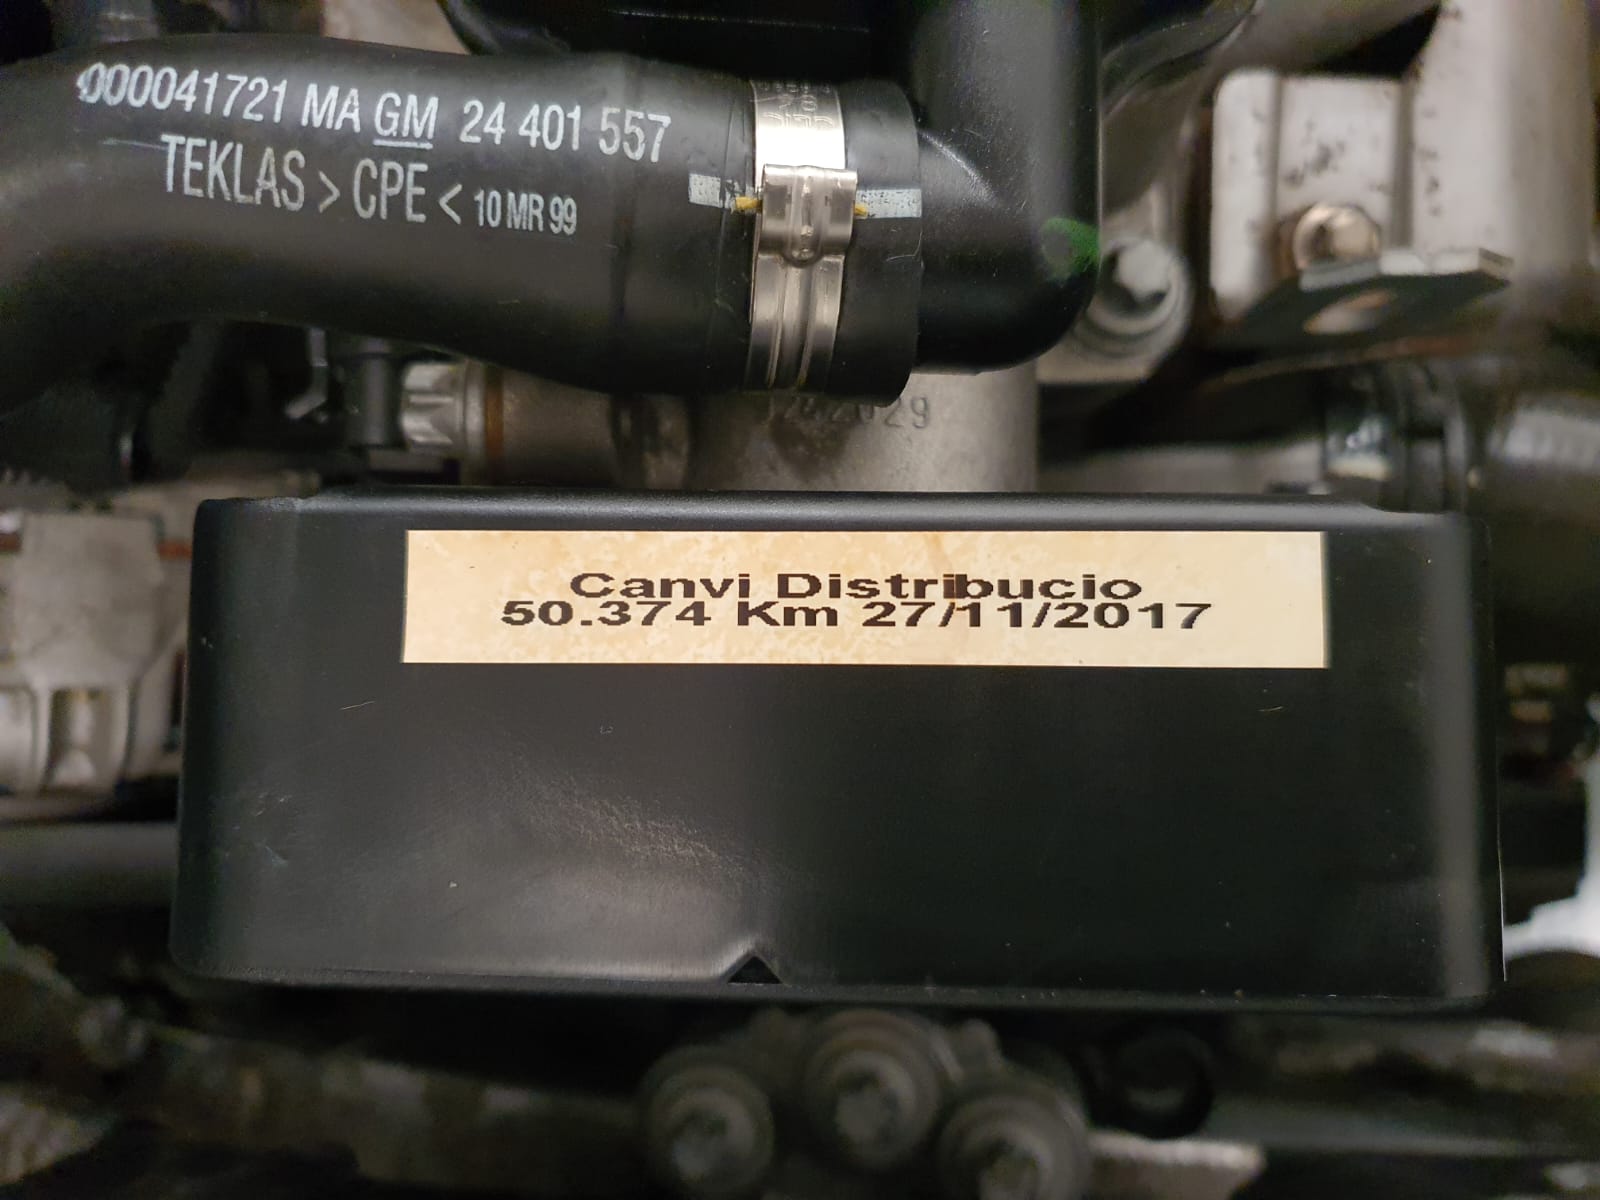 000041721 MA GM 24 401 557
TEKLAS > CPE < 10 MR 99
Canvi Distribucio
50.374 Km 27/11/2017